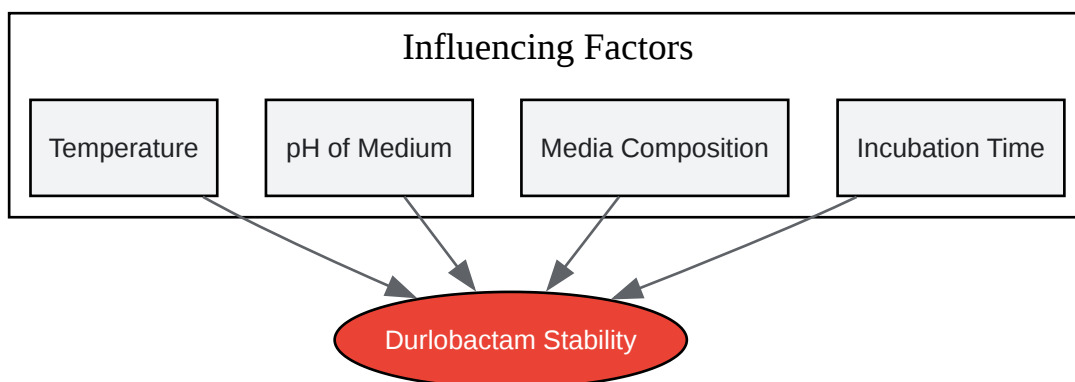 Influencing Factors
Temperature
pH of Medium
Media Composition
Incubation Time
Durlobactam Stability